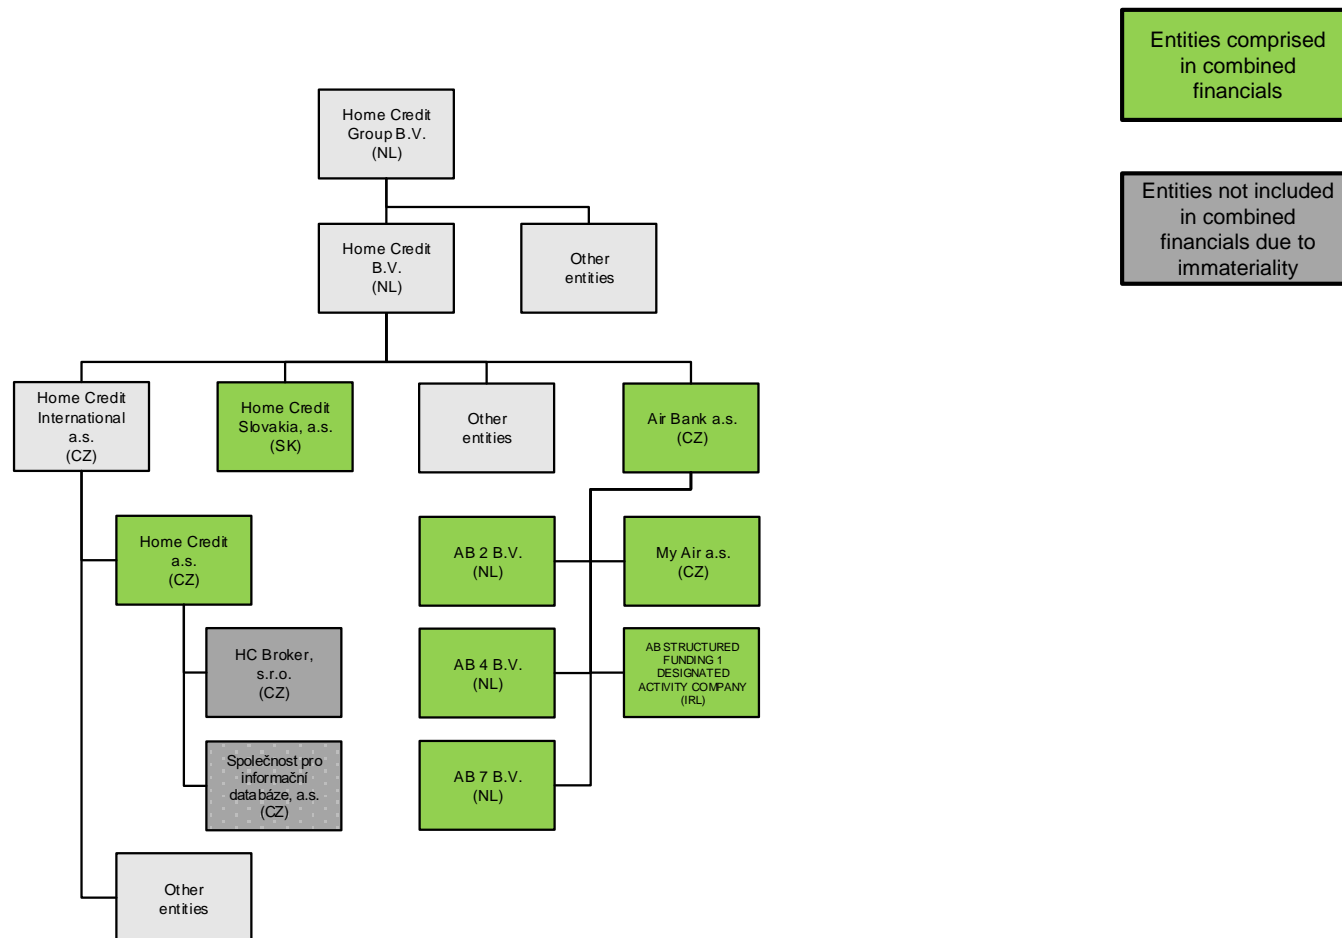 Entities comprised
in combined
financials
Entities not included
in combined
financials due to
immateriality
Home Credit
Group B.V.
(NL)
Home Credit
B.V.
(NL)
Other
entities
Home Credit
International
a.s.
(CZ)
Home Credit
Slovakia, a.s.
(SK)
Other
entities
Air Bank a.s.
(CZ)
Home Credit
a.s.
(CZ)
AB 2 B.V.
(NL)
My Air a.s.
(CZ)
HC Broker,
s.r.o.
(CZ)
AB 4 B.V.
(NL)
AB STRUCTURED
FUNDING 1
DESIGNATED
ACTIVITY COMPANY
(IRL)
Společnost pro
informační
databáze, a.s.
(CZ)
AB 7 B.V.
(NL)
Other
entities